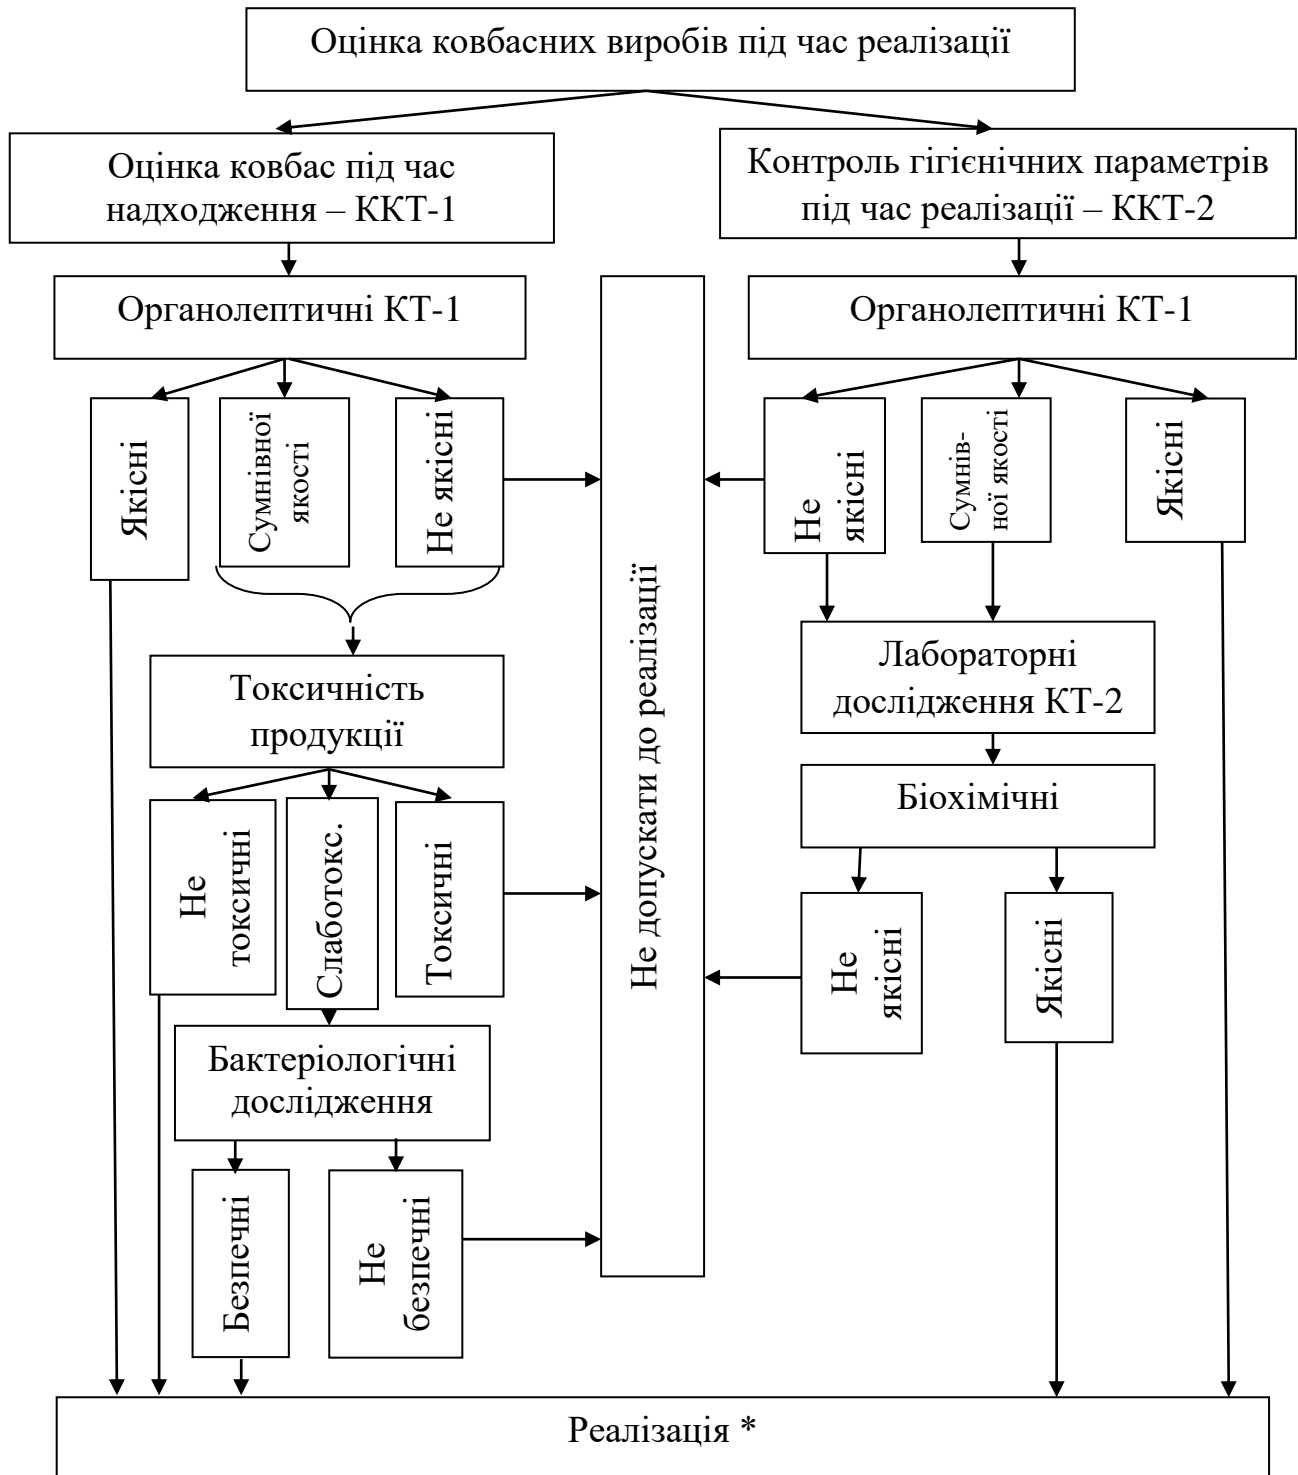 Оцінка ковбасних виробів під час реалізації
Оцінка ковбас під час
надходження – ККТ-1
Контроль гігієнічних параметрів
під час реалізації – ККТ-2
Органолептичні КТ-1
Органолептичні КТ-1
Якісні
Сумнівної
якості
Не якісні
Не допускати до реалізації
Не
якісні
Сумнів-
ної якості
Якісні
Токсичність
продукції
Лабораторні
дослідження КТ-2
Біохімічні
Не
токсичні
Слаботокс.
Токсичні
Не
якісні
Якісні
Бактеріологічні
дослідження
Безпечні
Не
безпечні
Реалізація *